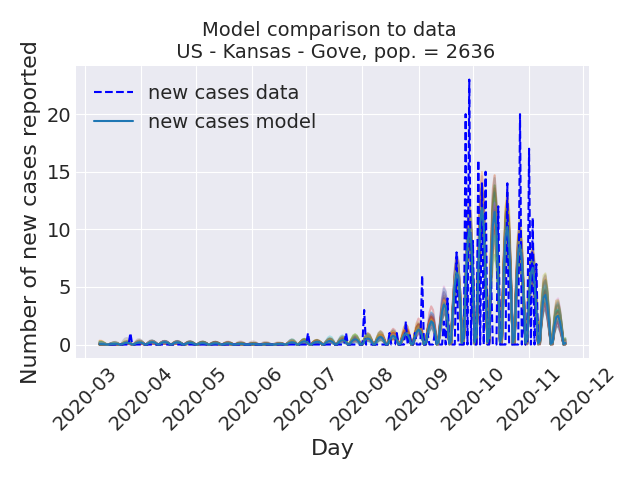 Model comparison to data
US - Kansas - Gove, pop. = 2636
Number of new cases reported
new cases data
new cases model
20
15
10
5
0
2020-03
2020-04
2020-05
2020-06
2020-07
2020-08
2020-09
2020-10
2020-11
2020-12
Day